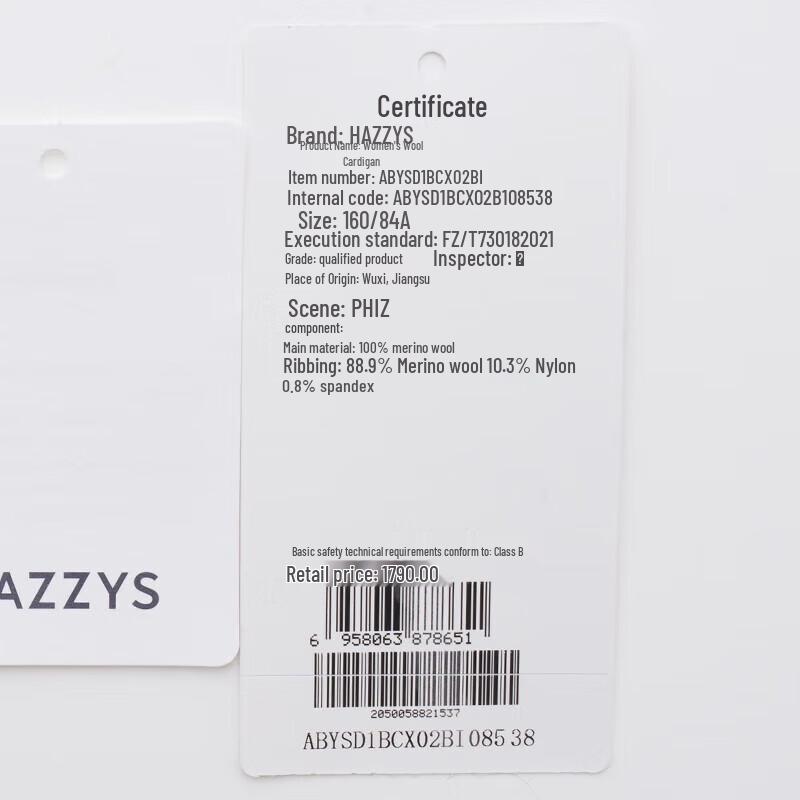 Certificate
Brand: HAZZYS
Product Name: Women's Wool
Cardigan
Item number: ABYSD1BCX02BI
Internal code: ABYSD1BCX02B108538
Size: 160/84A
Execution standard: FZ/T730182021
Grade: qualified product Inspector:
Place of Origin: Wuxi, Jiangsu
Scene: PHIZ
component:
Main material: 100% merino wool
Ribbing: 88.9% Merino wool 10.3% Nylon
0.8% spandex
Basic safety technical requirements conform to: Class B
Retail price: 1790.00
6 958063 878651
2050058821537
ABYSD1BCX02BI08538
AZZYS